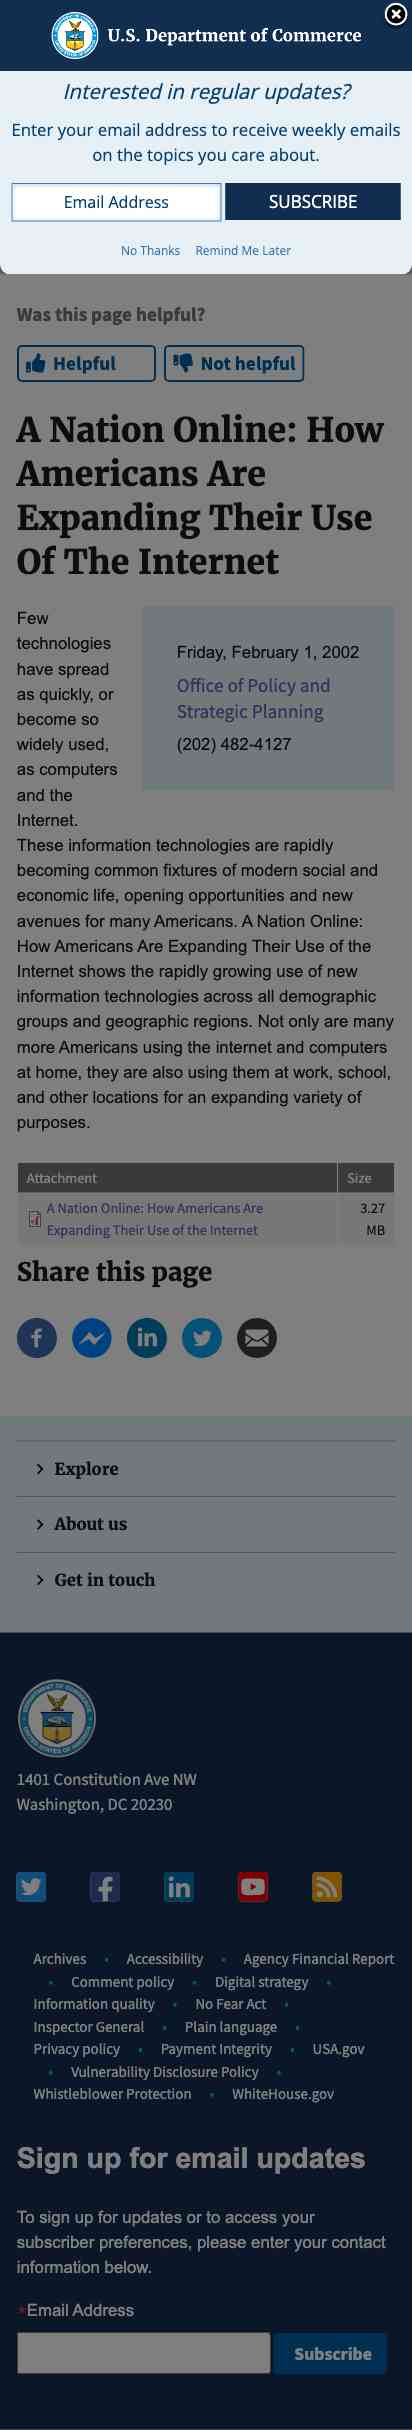 U.S. Department of Commerce
Interested in regular updates?
Enter your email address to receive weekly emails
on the topics you care about.
Email Address
SUBSCRIBE
No Thanks Remind Me Later
Was this page helpful?
Helpful
Not helpful
A Nation Online: How
Americans Are
Expanding Their Use
Of The Internet
Few
technologies
have spread
as quickly, or
become so
widely used,
as computers
and the
Internet.
Friday, February 1, 2002
Office of Policy and
Strategic Planning
(202) 482-4127
These information technologies are rapidly
becoming common fixtures of modern social and
economic life, opening opportunities and new
avenues for many Americans. A Nation Online:
How Americans Are Expanding Their Use of the
Internet shows the rapidly growing use of new
information technologies across all demographic
groups and geographic regions. Not only are many
more Americans using the internet and computers
at home, they are also using them at work, school,
and other locations for an expanding variety of
purposes.
Attachment Size
A Nation Online: How Americans Are
Expanding Their Use of the Internet
3.27
MB
Share this page
Explore
About us
Get in touch
DEPARTMENT OF COMMERCE
UNITED STATES OF AMERICA
1401 Constitution Ave NW
Washington, DC 20230
Archives • Accessibility • Agency Financial Report
• Comment policy • Digital strategy •
Information quality • No Fear Act •
Inspector General • Plain language •
Privacy policy • Payment Integrity • USA.gov
• Vulnerability Disclosure Policy •
Whistleblower Protection • WhiteHouse.gov
Sign up for email updates
To sign up for updates or to access your
subscriber preferences, please enter your contact
information below.
*Email Address
Subscribe